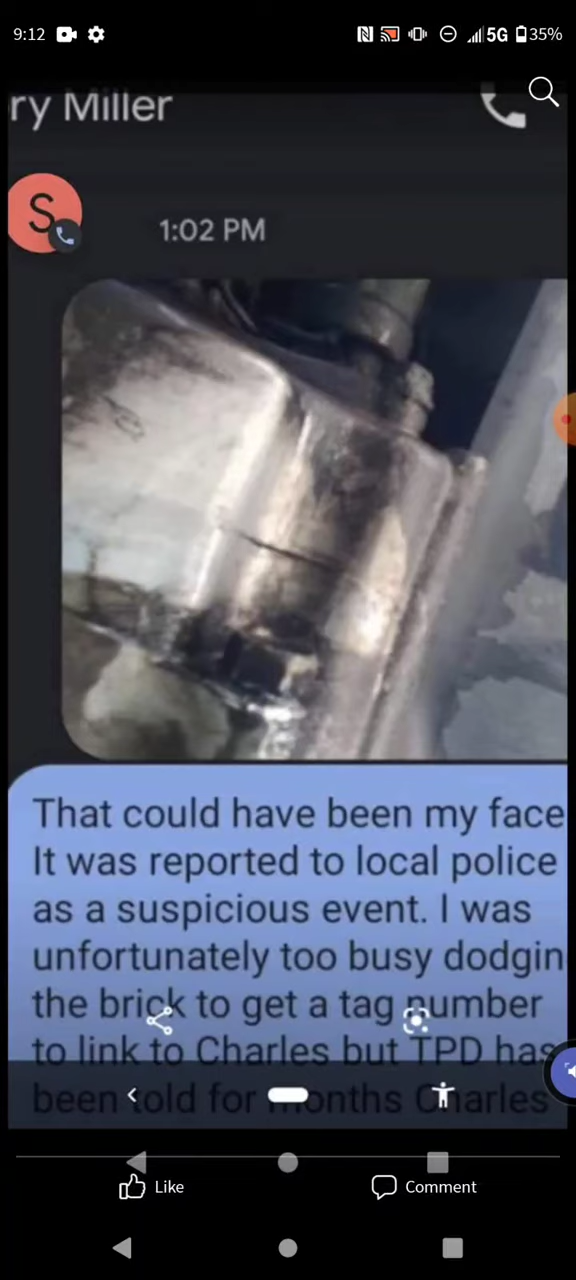 9:12 5G 35%
ry Miller
S
1:02 PM
That could have been my face
It was reported to local police
as a suspicious event. I was
unfortunately too busy dodgin
the brick to get a tag number
to link to Charles but TPD has
been told for months Charles
Like Comment